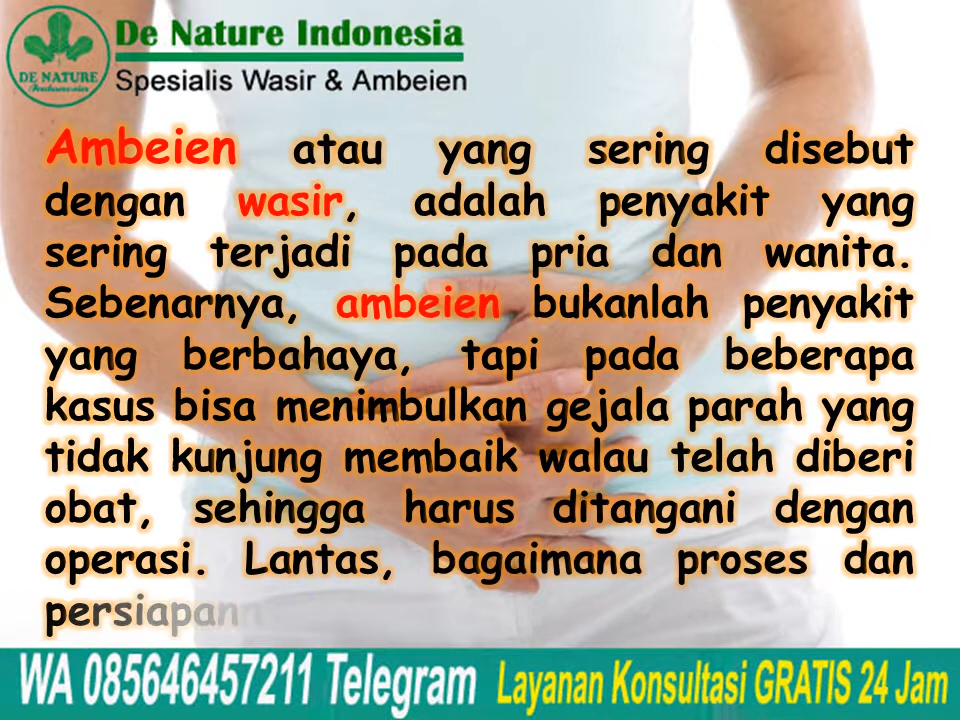 De Nature Indonesia
DE NATURE
Indonesia
Spesialis Wasir & Ambeien
Ambeien atau yang sering disebut
dengan wasir, adalah penyakit yang
sering terjadi pada pria dan wanita.
Sebenarnya, ambeien bukanlah penyakit
yang berbahaya, tapi pada beberapa
kasus bisa menimbulkan gejala parah yang
tidak kunjung membaik walau telah diberi
obat, sehingga harus ditangani dengan
operasi. Lantas, bagaimana proses dan
persiapann
WA 085646457211 Telegram Layanan Konsultasi GRATIS 24 Jam